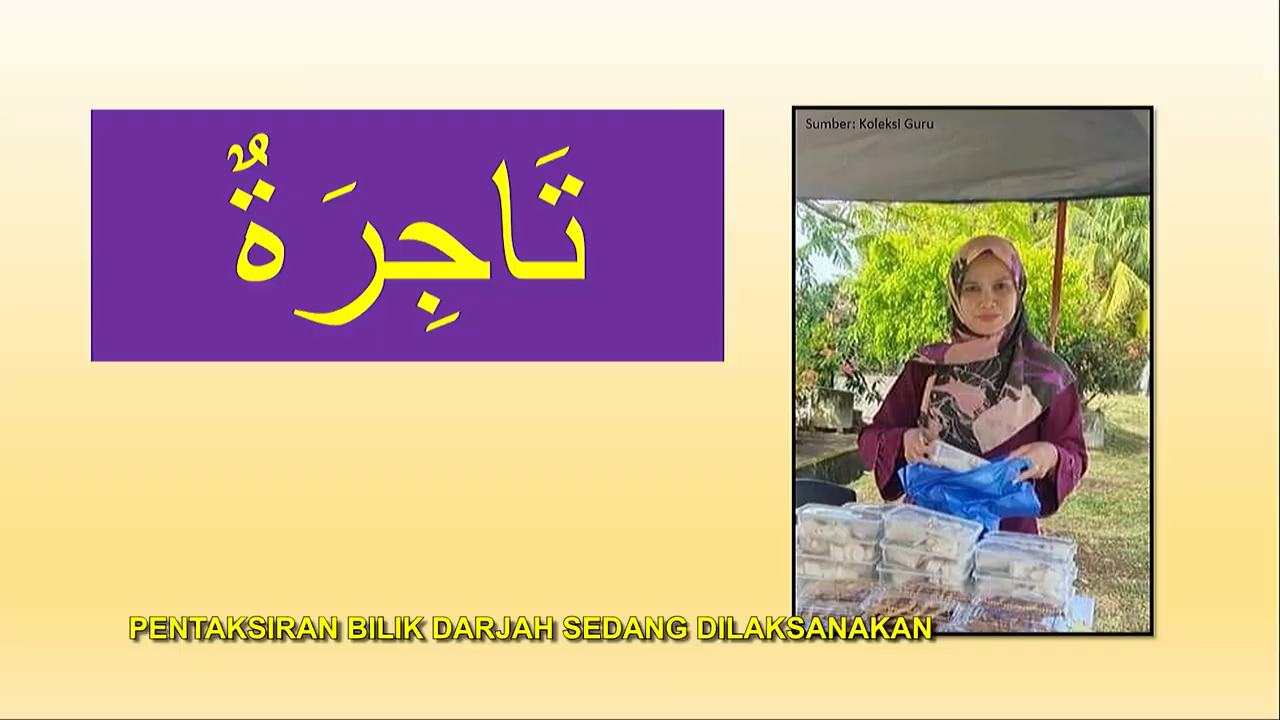 تَاجِرَةٌ
Sumber: Koleksi Guru
PENTAKSIRAN BILIK DARJAH SEDANG DILAKSANAKAN